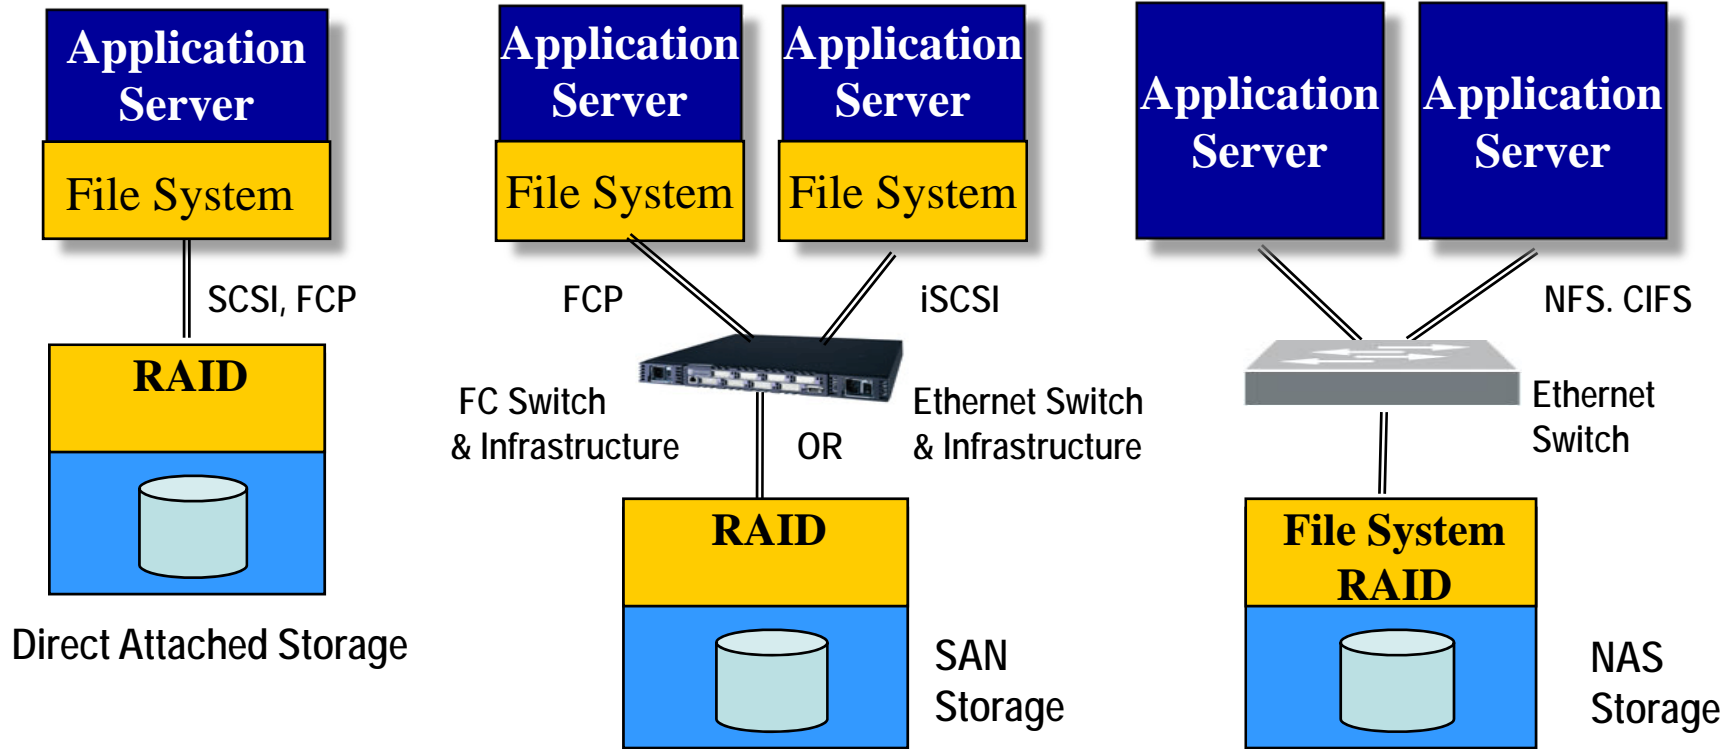 Application
Server
File System
SCSI, FCP
RAID
Direct Attached Storage
Application
Server
File System
Application
Server
File System
FCP
iSCSI
FC Switch
& Infrastructure
OR
Ethernet Switch
& Infrastructure
RAID
SAN
Storage
Application
Server
Application
Server
NFS. CIFS
Ethernet
Switch
File System
RAID
NAS
Storage